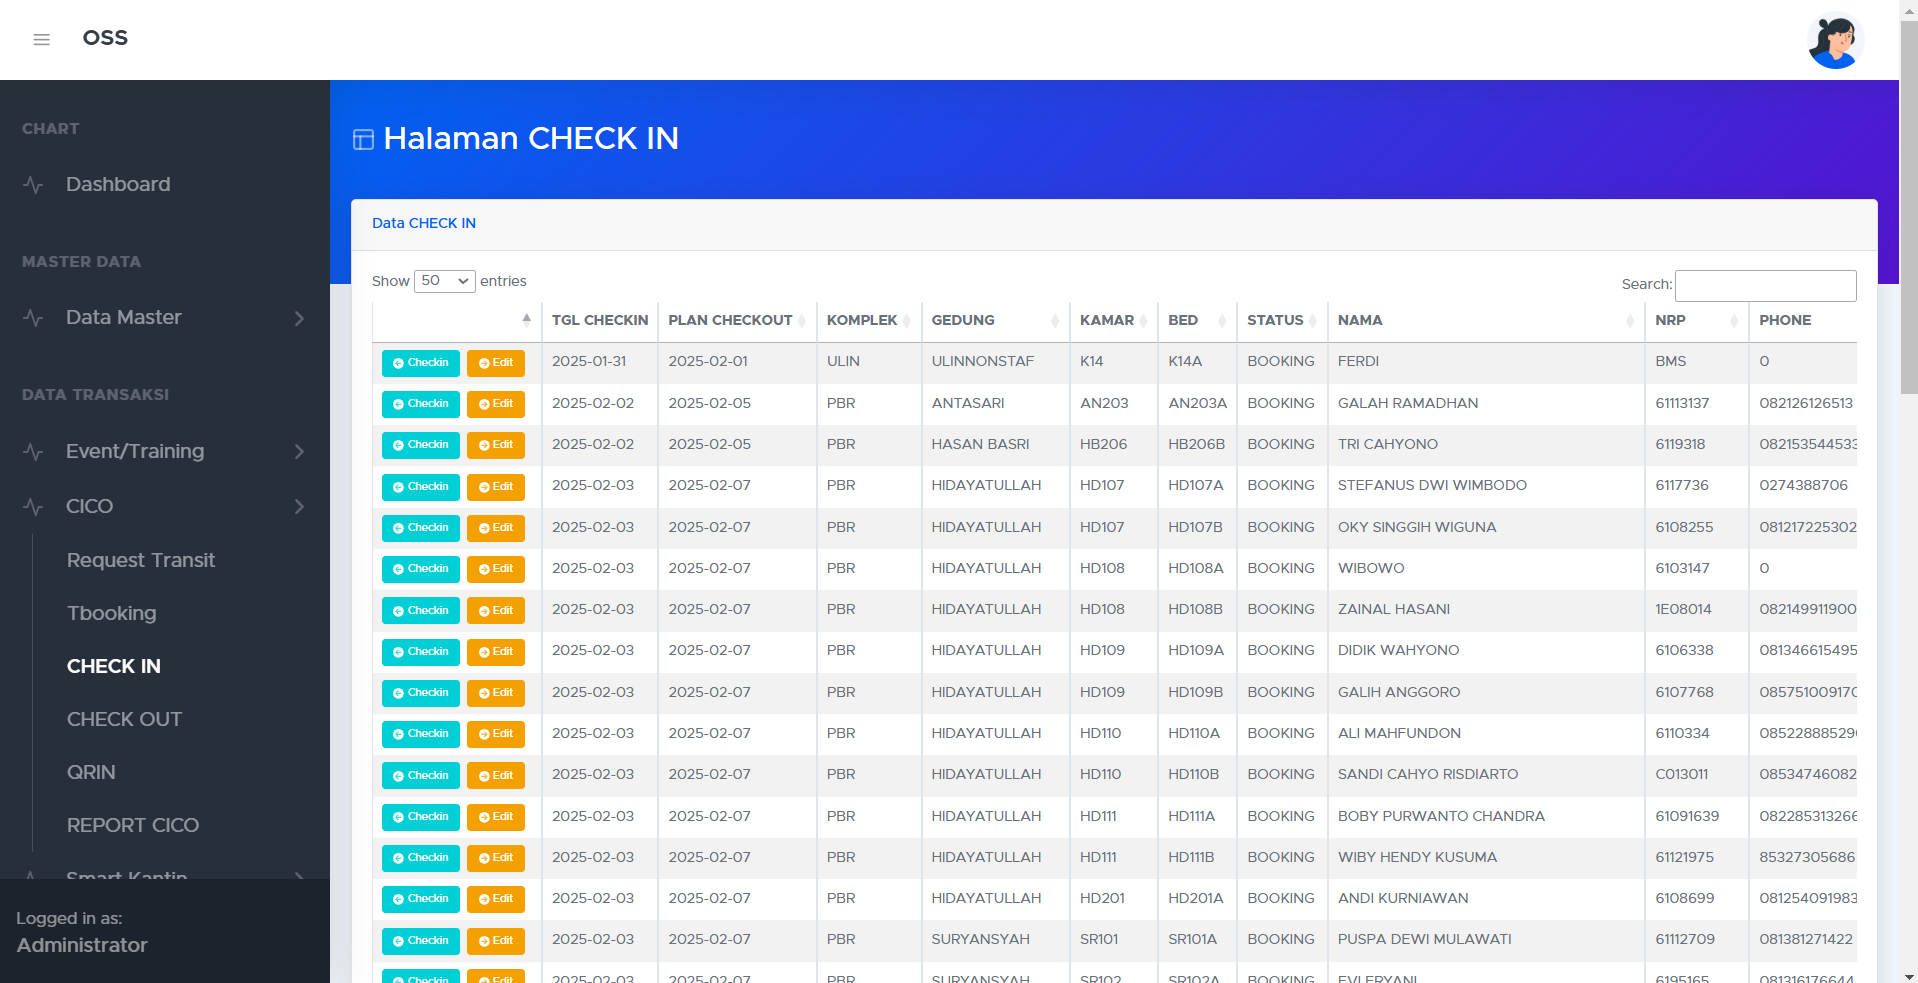 OSS
CHART
Dashboard
MASTER DATA
Data Master
DATA TRANSAKSI
Event/Training
CICO
Request Transit
Tbooking
CHECK IN
CHECK OUT
QRIN
REPORT CICO
Smart Kantin
Logged in as:
Administrator
Halaman CHECK IN
Data CHECK IN
Show 50 entries
Search:
TGL CHECKIN PLAN CHECKOUT KOMPLEK GEDUNG KAMAR BED STATUS NAMA NRP PHONE
Checkin Edit 2025-01-31 2025-02-01 ULIN ULINNONSTAF K14 K14A BOOKING FERDI BMS 0
Checkin Edit 2025-02-02 2025-02-05 PBR ANTASARI AN203 AN203A BOOKING GALAH RAMADHAN 61113137 082126126513
Checkin Edit 2025-02-02 2025-02-05 PBR HASAN BASRI HB206 HB206B BOOKING TRI CAHYONO 6119318 082153544533
Checkin Edit 2025-02-03 2025-02-07 PBR HIDAYATULLAH HD107 HD107A BOOKING STEFANUS DWI WIMBODO 6117736 0274388706
Checkin Edit 2025-02-03 2025-02-07 PBR HIDAYATULLAH HD107 HD107B BOOKING OKY SINGGIH WIGUNA 6108255 081217225302
Checkin Edit 2025-02-03 2025-02-07 PBR HIDAYATULLAH HD108 HD108A BOOKING WIBOWO 6103147 0
Checkin Edit 2025-02-03 2025-02-07 PBR HIDAYATULLAH HD108 HD108B BOOKING ZAINAL HASANI 1E08014 082149911900
Checkin Edit 2025-02-03 2025-02-07 PBR HIDAYATULLAH HD109 HD109A BOOKING DIDIK WAHYONO 6106338 081346615495
Checkin Edit 2025-02-03 2025-02-07 PBR HIDAYATULLAH HD109 HD109B BOOKING GALIH ANGGORO 6107768 085751009170
Checkin Edit 2025-02-03 2025-02-07 PBR HIDAYATULLAH HD110 HD110A BOOKING ALI MAHFUNDON 6110334 085228885290
Checkin Edit 2025-02-03 2025-02-07 PBR HIDAYATULLAH HD110 HD110B BOOKING SANDI CAHYO RISDIARTO C013011 08534746082
Checkin Edit 2025-02-03 2025-02-07 PBR HIDAYATULLAH HD111 HD111A BOOKING BOBY PURWANTO CHANDRA 61091639 082285313266
Checkin Edit 2025-02-03 2025-02-07 PBR HIDAYATULLAH HD111 HD111B BOOKING WIBY HENDY KUSUMA 61121975 85327305686
Checkin Edit 2025-02-03 2025-02-07 PBR HIDAYATULLAH HD201 HD201A BOOKING ANDI KURNIAWAN 6108699 081254091983
Checkin Edit 2025-02-03 2025-02-07 PBR SURYANSYAH SR101 SR101A BOOKING PUSPA DEWI MULAWATI 61112709 081381271422
Checkin Edit 2025-02-03 2025-02-07 PBR SURYANSYAH SR102 SR102A BOOKING EVI ERYANI 6195165 081316176644